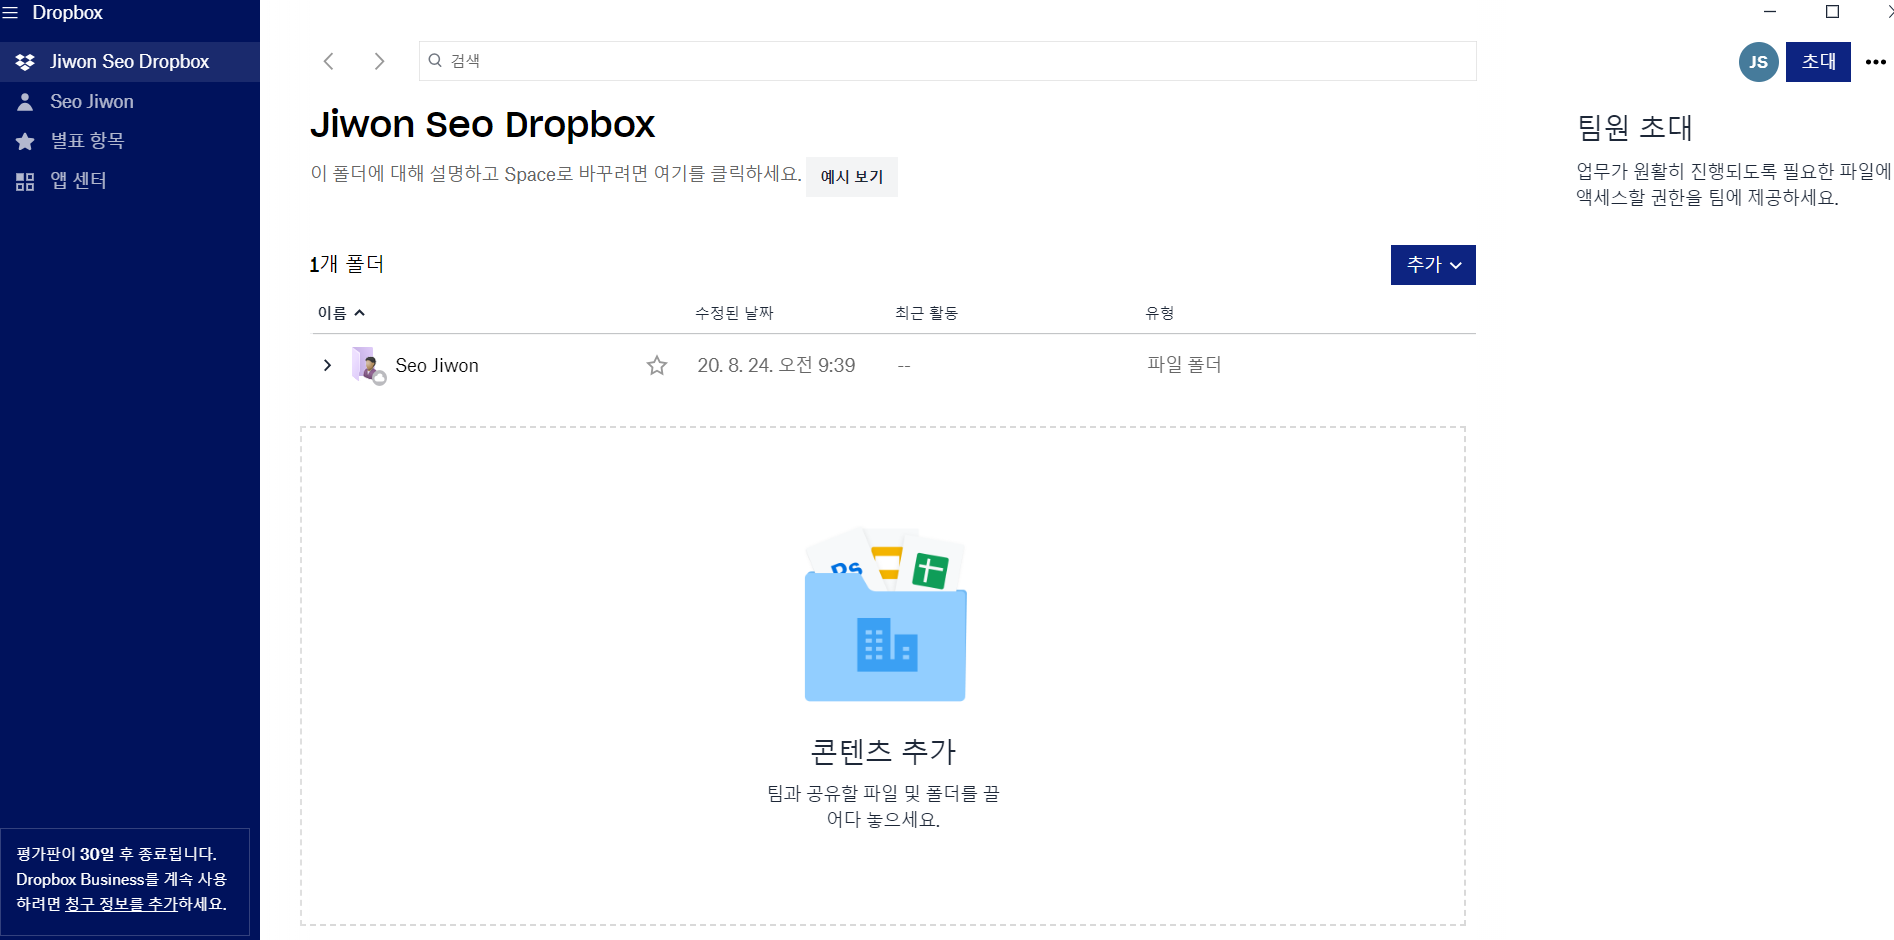 Dropbox
Jiwon Seo Dropbox
Seo Jiwon
별표 항목
앱 센터
평가판이 30일 후 종료됩니다.
Dropbox Business를 계속 사용
하려면 청구 정보를 추가하세요.
검색
JS
초대
Jiwon Seo Dropbox
이 폴더에 대해 설명하고 Space로 바꾸려면 여기를 클릭하세요. 예시 보기
1개 폴더
추가
이름 수정된 날짜 최근 활동 유형
Seo Jiwon 20. 8. 24. 오전 9:39 -- 파일 폴더
Ps
콘텐츠 추가
팀과 공유할 파일 및 폴더를 끌
어다 놓으세요.
팀원 초대
업무가 원활히 진행되도록 필요한 파일에
액세스할 권한을 팀에 제공하세요.